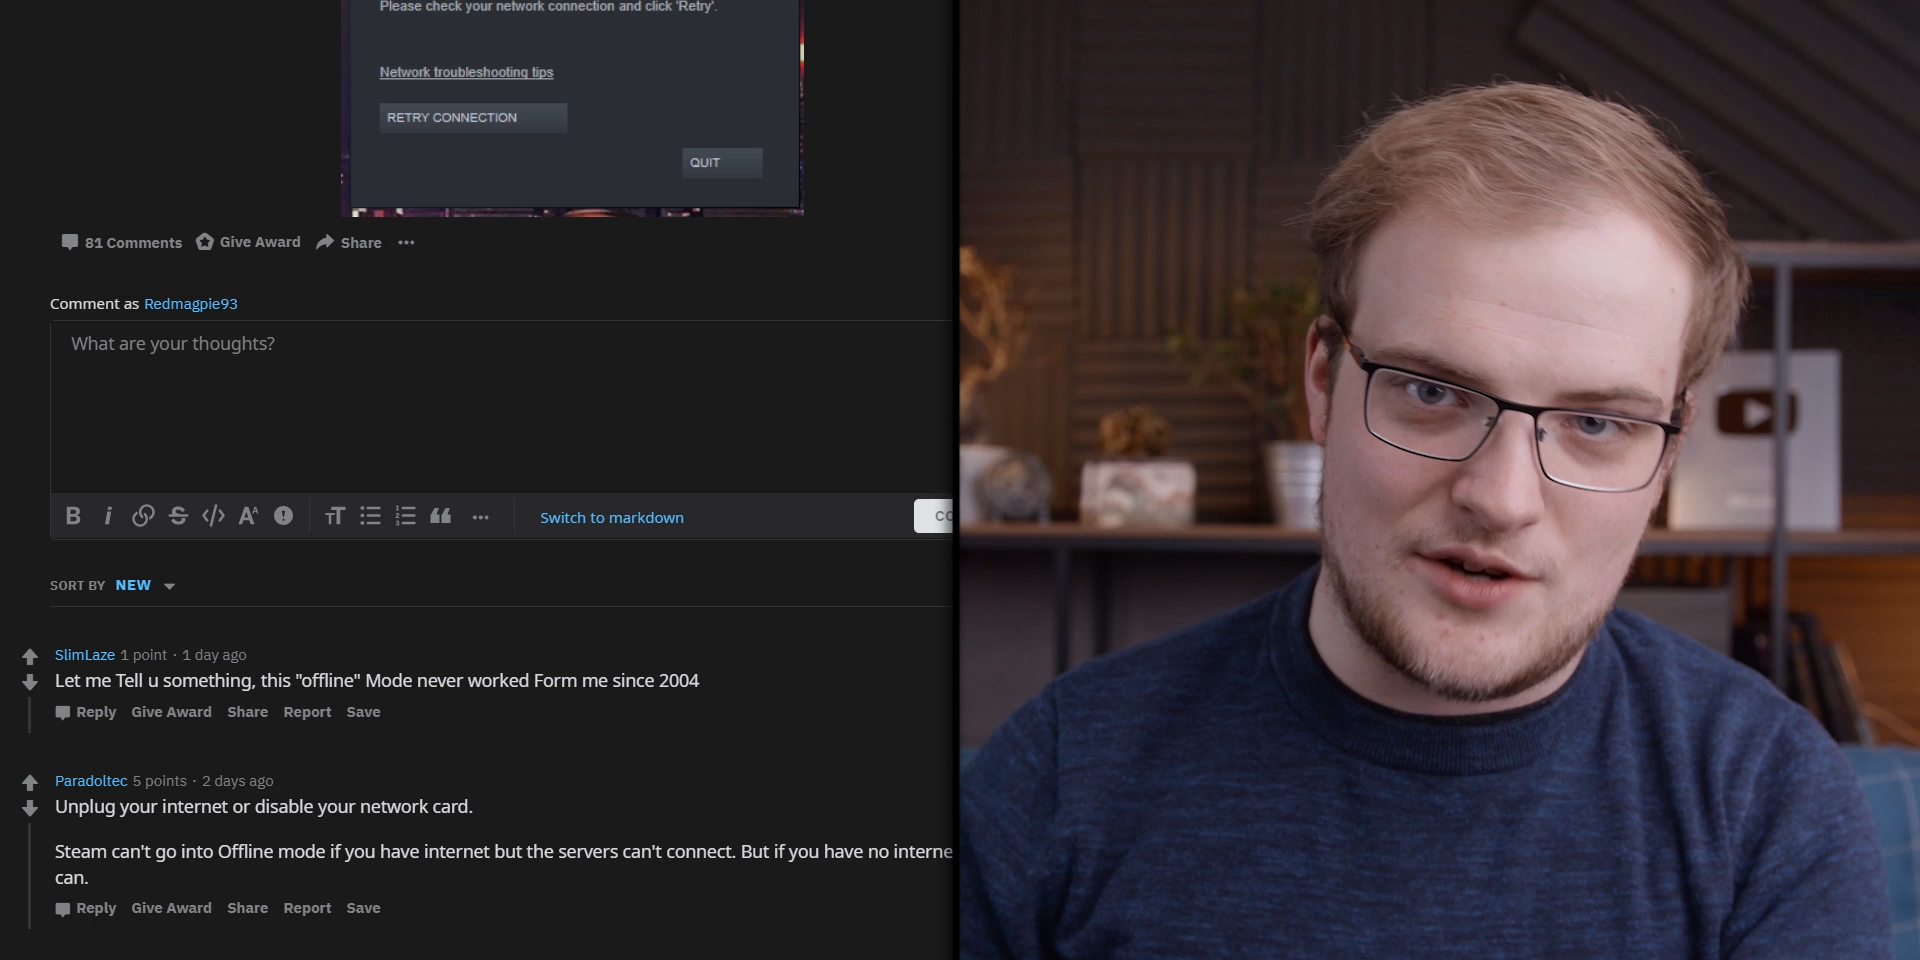 Please check your network connection and click 'Retry'.
Network troubleshooting tips
RETRY CONNECTION
QUIT
81 Comments Give Award Share
Comment as Redmagpie93
What are your thoughts?
Switch to markdown
SORT BY NEW
SlimLaze 1 point · 1 day ago
Let me Tell u something, this "offline" Mode never worked Form me since 2004
Reply Give Award Share Report Save
Paradoltec 5 points · 2 days ago
Unplug your internet or disable your network card.
Steam can't go into Offline mode if you have internet but the servers can't connect. But if you have no interne
can.
Reply Give Award Share Report Save